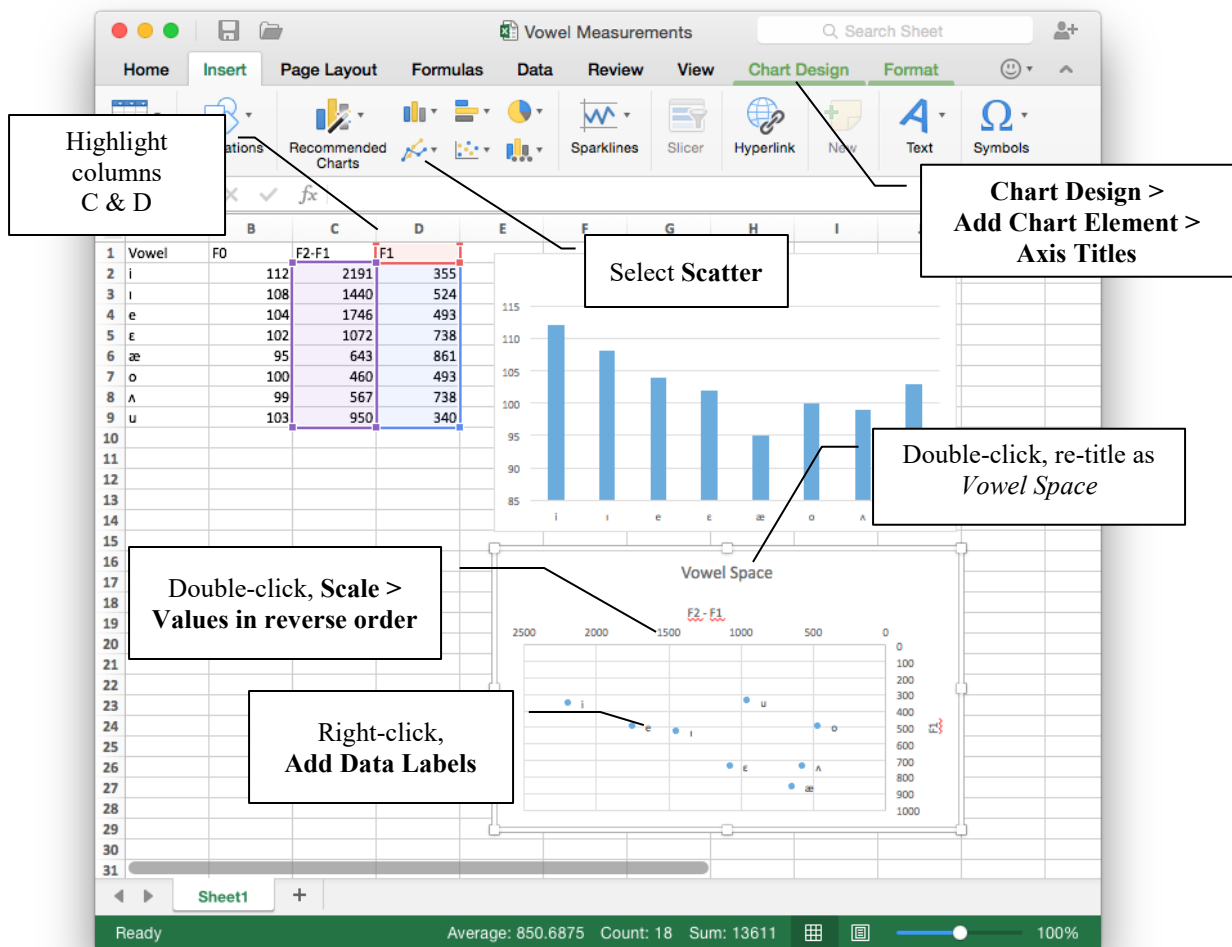 Vowel Measurements
Search Sheet
Home Insert Page Layout Formulas Data Review View Chart Design Format
Recommended
Charts
Sparklines Slicer Hyperlink New Text Symbols
Highlight
columns
C & D
Chart Design >
Add Chart Element >
Axis Titles
Select Scatter
fx
B C D E F G H I
1 Vowel F0 F2-F1 F1
2 i 112 2191 355
3 ɪ 108 1440 524
4 e 104 1746 493
5 ɛ 102 1072 738
6 æ 95 643 861
7 o 100 460 493
8 ʌ 99 567 738
9 u 103 950 340
10
11
12
13
14
15
16
17
18
19
20
21
22
23
24
25
26
27
28
29
30
31
115
110
105
100
95
90
85
i ɪ e ɛ æ o ʌ
Double-click, re-title as
Vowel Space
Double-click, Scale >
Values in reverse order
Right-click,
Add Data Labels
Vowel Space
F2 - F1
2500 2000 1500 1000 500 0
0
100
200
300
400
500
600
700
800
900
1000
F1
i
u
e
ɪ
o
ɛ
ʌ
æ
Sheet1 +
Ready Average: 850.6875 Count: 18 Sum: 13611 100%